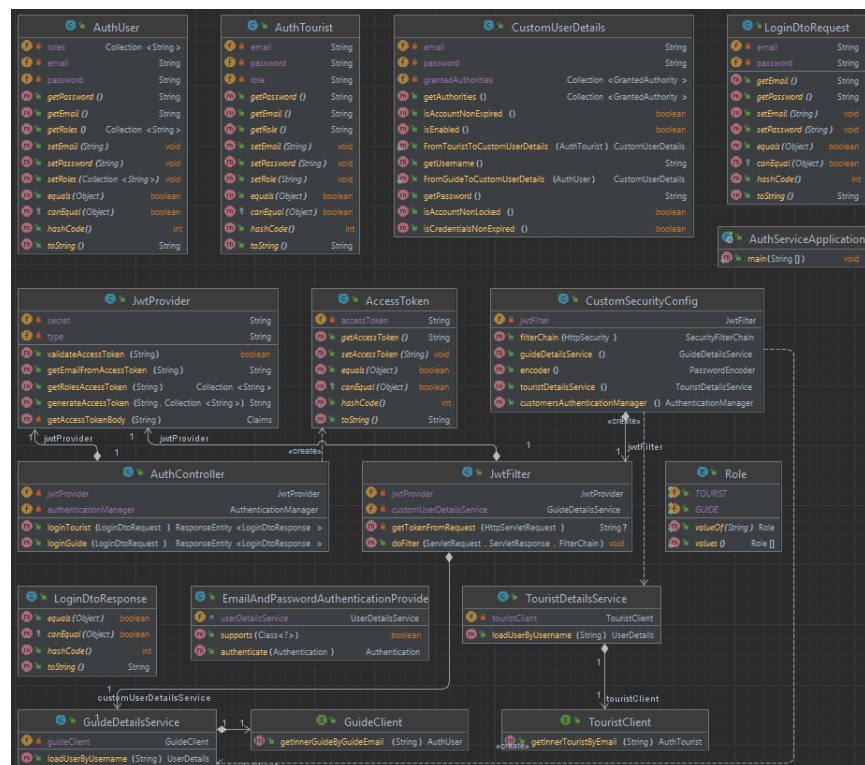 AuthUser
roles Collection <String>
email String
password String
getPassword () String
getEmail () String
getRoles () Collection <String>
setEmail (String) void
setPassword (String) void
setRoles (Collection <String>) void
equals (Object) boolean
canEqual (Object) boolean
hashCode() int
toString () String
AuthTourist
email String
password String
role String
getPassword () String
getEmail () String
getRole () String
setEmail (String) void
setPassword (String) void
setRole (String) void
equals (Object) boolean
canEqual (Object) boolean
hashCode() int
toString () String
CustomUserDetails
email String
password String
grantedAuthorities Collection <GrantedAuthority >
getAuthorities () Collection <GrantedAuthority >
isAccountNonExpired () boolean
isEnabled () boolean
FromTouristToCustomUserDetails (AuthTourist) CustomUserDetails
getUsername () String
FromGuideToCustomUserDetails (AuthUser) CustomUserDetails
getPassword () String
isAccountNonLocked () boolean
isCredentialsNonExpired () boolean
LoginDtoRequest
email String
password String
getEmail () String
getPassword () String
setEmail (String) void
setPassword (String) void
equals (Object) boolean
canEqual (Object) boolean
hashCode() int
toString () String
AuthServiceApplication
main(String []) void
JwtProvider
secret String
type String
validateAccessToken (String) boolean
getEmailFromAccessToken (String) String
getRolesAccessToken (String) Collection <String>
generateAccessToken (String, Collection <String>) String
getAccessTokenBody (String) Claims
AccessToken
accessToken String
getAccessToken () String
setAccessToken (String) void
equals (Object) boolean
canEqual (Object) boolean
hashCode() int
toString () String
CustomSecurityConfig
jwtFilter JwtFilter
filterChain (HttpSecurity ) SecurityFilterChain
guideDetailsService () GuideDetailsService
encoder () PasswordEncoder
touristDetailsService () TouristDetailsService
customersAuthenticationManager () AuthenticationManager
«create»
1 jwtProvider
1 jwtProvider
1
1
1
1 jwtFilter
«create»
AuthController
jwtProvider JwtProvider
authenticationManager AuthenticationManager
loginTourist (LoginDtoRequest ) ResponseEntity <LoginDtoResponse >
loginGuide (LoginDtoRequest ) ResponseEntity <LoginDtoResponse >
JwtFilter
jwtProvider JwtProvider
customUserDetailsService GuideDetailsService
getTokenFromRequest (HttpServletRequest ) String?
doFilter (ServletRequest , ServletResponse , FilterChain ) void
Role
TOURIST
GUIDE
valueOf (String) Role
values () Role []
LoginDtoResponse
equals (Object) boolean
canEqual (Object) boolean
hashCode() int
toString () String
EmailAndPasswordAuthenticationProvide
userDetailsService UserDetailsService
supports (Class<?>) boolean
authenticate (Authentication ) Authentication
TouristDetailsService
touristClient TouristClient
loadUserByUsername (String) UserDetails
1
1
customUserDetailsService
1
1
touristClient
1
GuideDetailsService
guideClient GuideClient
loadUserByUsername (String) UserDetails
1 1
GuideClient
getInnerGuideByGuideEmail (String) AuthUser
TouristClient
getInnerTouristByEmail (String) AuthTourist
«create»